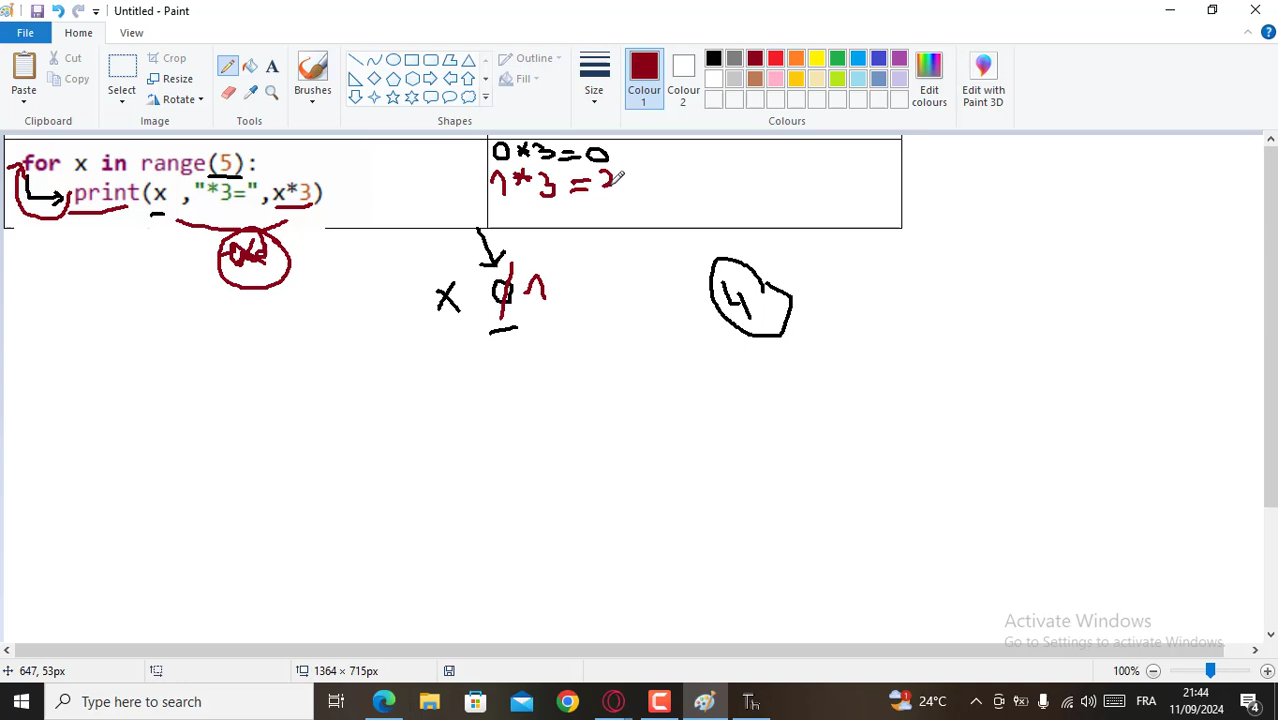 Untitled - Paint
File Home View
Paste Cut Copy
Clipboard
Select Crop Resize Rotate
Image
A
Tools
Brushes
Outline Fill
Shapes
Size
Colour 1 Colour 2
Edit colours
Colours
Edit with Paint 3D
for x in range(5):
print(x ,"*3=",x*3)
0*3=0
1*3=
x 0 1
4
Activate Windows
Go to Settings to activate Windows.
647, 53px
1364 × 715px
100%
Type here to search
Th
1
24°C
FRA
21:44
11/09/2024
4